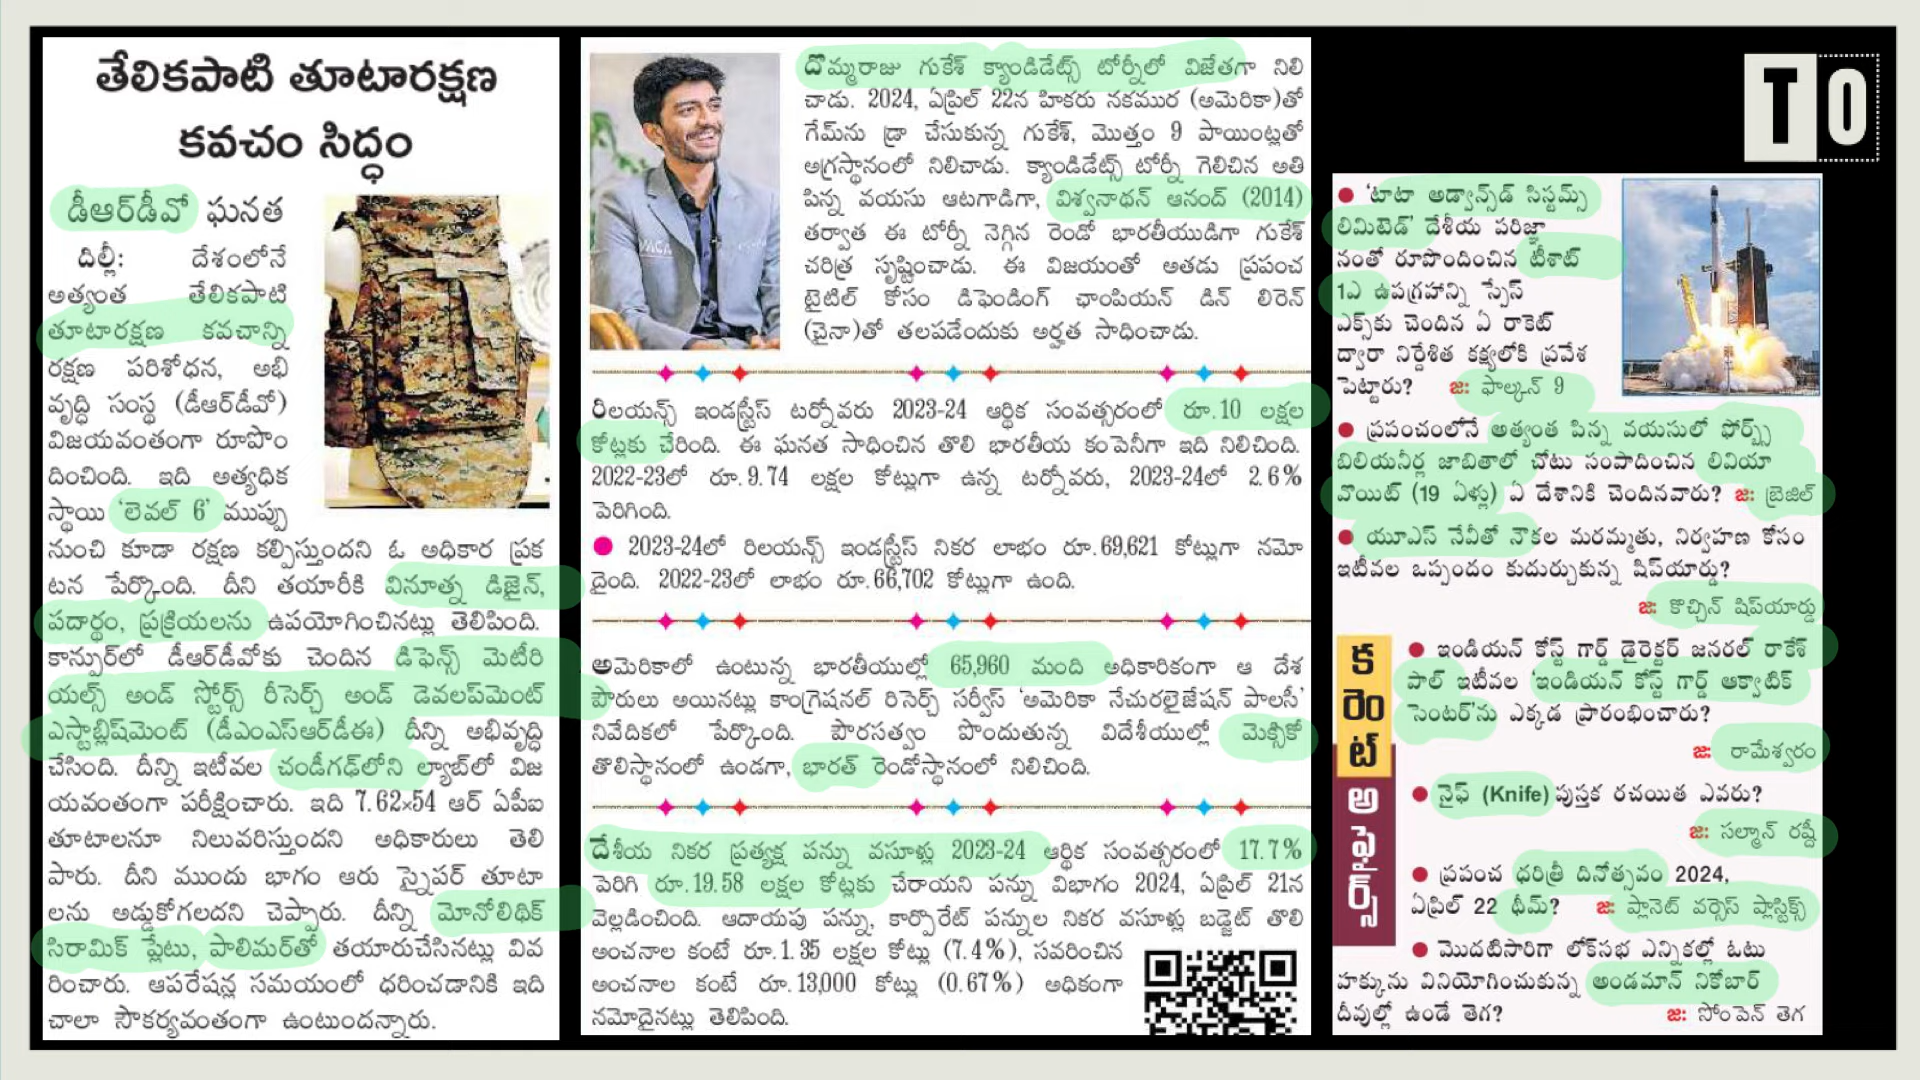 తేలికపాటి తూటారక్షణ
కవచం సిద్ధం
డీఆర్‌డీవో ఘనత
దిల్లీ: దేశంలోనే
అత్యంత తేలికపాటి
తూటారక్షణ కవచాన్ని
రక్షణ పరిశోధన, అభి
వృద్ధి సంస్థ (డీఆర్‌డీవో)
విజయవంతంగా రూపొం
దించింది. ఇది అత్యధిక
స్థాయి ‘లెవల్ 6’ ముప్పు
నుంచి కూడా రక్షణ కల్పిస్తుందని ఓ అధికార ప్రక
టన పేర్కొంది. దీని తయారీకి వినూత్న డిజైన్,
పదార్థం, ప్రక్రియలను ఉపయోగించినట్లు తెలిపింది.
కాన్పుర్‌లో డీఆర్‌డీవోకు చెందిన డిఫెన్స్ మెటీరి
యల్స్ అండ్ స్టోర్స్ రీసెర్చ్ అండ్ డెవలప్‌మెంట్
ఎస్టాబ్లిష్‌మెంట్ (డీఎంఎస్ఆర్‌డీఈ) దీన్ని అభివృద్ధి
చేసింది. దీన్ని ఇటీవల చండీగఢ్‌లోని ల్యాబ్‌లో విజ
యవంతంగా పరీక్షించారు. ఇది 7.62×54 ఆర్ ఏపీఐ
తూటాలనూ నిలువరిస్తుందని అధికారులు తెలి
పారు. దీని ముందు భాగం ఆరు స్నైపర్ తూటా
లను అడ్డుకోగలదని చెప్పారు. దీన్ని మోనోలిథిక్
సిరామిక్ ప్లేటు, పాలిమర్‌తో తయారుచేసినట్లు వివ
రించారు. ఆపరేషన్ల సమయంలో ధరించడానికి ఇది
చాలా సౌకర్యవంతంగా ఉంటుందన్నారు.
దొమ్మరాజు గుకేశ్ క్యాండిడేట్స్ టోర్నీలో విజేతగా నిలి
చాడు. 2024, ఏప్రిల్ 22న హికరు నకముర (అమెరికా)తో
గేమ్‌ను డ్రా చేసుకున్న గుకేశ్, మొత్తం 9 పాయింట్లతో
అగ్రస్థానంలో నిలిచాడు. క్యాండిడేట్స్ టోర్నీ గెలిచిన అతి
పిన్న వయసు ఆటగాడిగా, విశ్వనాథన్ ఆనంద్ (2014)
తర్వాత ఈ టోర్నీ నెగ్గిన రెండో భారతీయుడిగా గుకేశ్
చరిత్ర సృష్టించాడు. ఈ విజయంతో అతడు ప్రపంచ
టైటిల్ కోసం డిఫెండింగ్ ఛాంపియన్ డిన్ లిరెన్
(చైనా)తో తలపడేందుకు అర్హత సాధించాడు.
రిలయన్స్ ఇండస్ట్రీస్ టర్నోవరు 2023-24 ఆర్థిక సంవత్సరంలో రూ.10 లక్షల
కోట్లకు చేరింది. ఈ ఘనత సాధించిన తొలి భారతీయ కంపెనీగా ఇది నిలిచింది.
2022-23లో రూ.9.74 లక్షల కోట్లుగా ఉన్న టర్నోవరు, 2023-24లో 2.6%
పెరిగింది.
● 2023-24లో రిలయన్స్ ఇండస్ట్రీస్ నికర లాభం రూ.69,621 కోట్లుగా నమో
దైంది. 2022-23లో లాభం రూ.66,702 కోట్లుగా ఉంది.
అమెరికాలో ఉంటున్న భారతీయుల్లో 65,960 మంది అధికారికంగా ఆ దేశ
పౌరులు అయినట్లు కాంగ్రెషనల్ రిసెర్చ్ సర్వీస్ ‘అమెరికా నేచురలైజేషన్ పాలసీ’
నివేదికలో పేర్కొంది. పౌరసత్వం పొందుతున్న విదేశీయుల్లో మెక్సికో
తొలిస్థానంలో ఉండగా, భారత్ రెండోస్థానంలో నిలిచింది.
దేశీయ నికర ప్రత్యక్ష పన్ను వసూళ్లు 2023-24 ఆర్థిక సంవత్సరంలో 17.7%
పెరిగి రూ.19.58 లక్షల కోట్లకు చేరాయని పన్ను విభాగం 2024, ఏప్రిల్ 21న
వెల్లడించింది. ఆదాయపు పన్ను, కార్పొరేట్ పన్నుల నికర వసూళ్లు బడ్జెట్ తొలి
అంచనాల కంటే రూ.1.35 లక్షల కోట్లు (7.4%), సవరించిన
అంచనాల కంటే రూ.13,000 కోట్లు (0.67%) అధికంగా
నమోదైనట్లు తెలిపింది.
TO
● ‘టాటా అడ్వాన్స్‌డ్ సిస్టమ్స్
లిమిటెడ్’ దేశీయ పరిజ్ఞా
నంతో రూపొందించిన టీశాట్
1ఎ ఉపగ్రహాన్ని స్పేస్
ఎక్స్‌కు చెందిన ఏ రాకెట్
ద్వారా నిర్దేశిత కక్ష్యలోకి ప్రవేశ
పెట్టారు? జ: ఫాల్కన్ 9
● ప్రపంచంలోనే అత్యంత పిన్న వయసులో ఫోర్బ్స్
బిలియనీర్ల జాబితాలో చోటు సంపాదించిన లివియా
వొయిట్ (19 ఏళ్లు) ఏ దేశానికి చెందినవారు? జ: బ్రెజిల్
● యూఎస్ నేవీతో నౌకల మరమ్మతు, నిర్వహణ కోసం
ఇటీవల ఒప్పందం కుదుర్చుకున్న షిప్‌యార్డు?
జ: కొచ్చిన్ షిప్‌యార్డు
కరెంట్ అఫైర్స్
● ఇండియన్ కోస్ట్ గార్డ్ డైరెక్టర్ జనరల్ రాకేశ్
పాల్ ఇటీవల ‘ఇండియన్ కోస్ట్ గార్డ్ ఆక్వాటిక్
సెంటర్’ను ఎక్కడ ప్రారంభించారు?
జ: రామేశ్వరం
● నైఫ్ (Knife) పుస్తక రచయిత ఎవరు?
జ: సల్మాన్ రష్దీ
● ప్రపంచ ధరిత్రీ దినోత్సవం 2024,
ఏప్రిల్ 22 థీమ్? జ: ప్లానెట్ వర్సెస్ ప్లాస్టిక్స్
● మొదటిసారిగా లోక్‌సభ ఎన్నికల్లో ఓటు
హక్కును వినియోగించుకున్న అండమాన్ నికోబార్
దీవుల్లో ఉండే తెగ? జ: సోంపెన్ తెగ